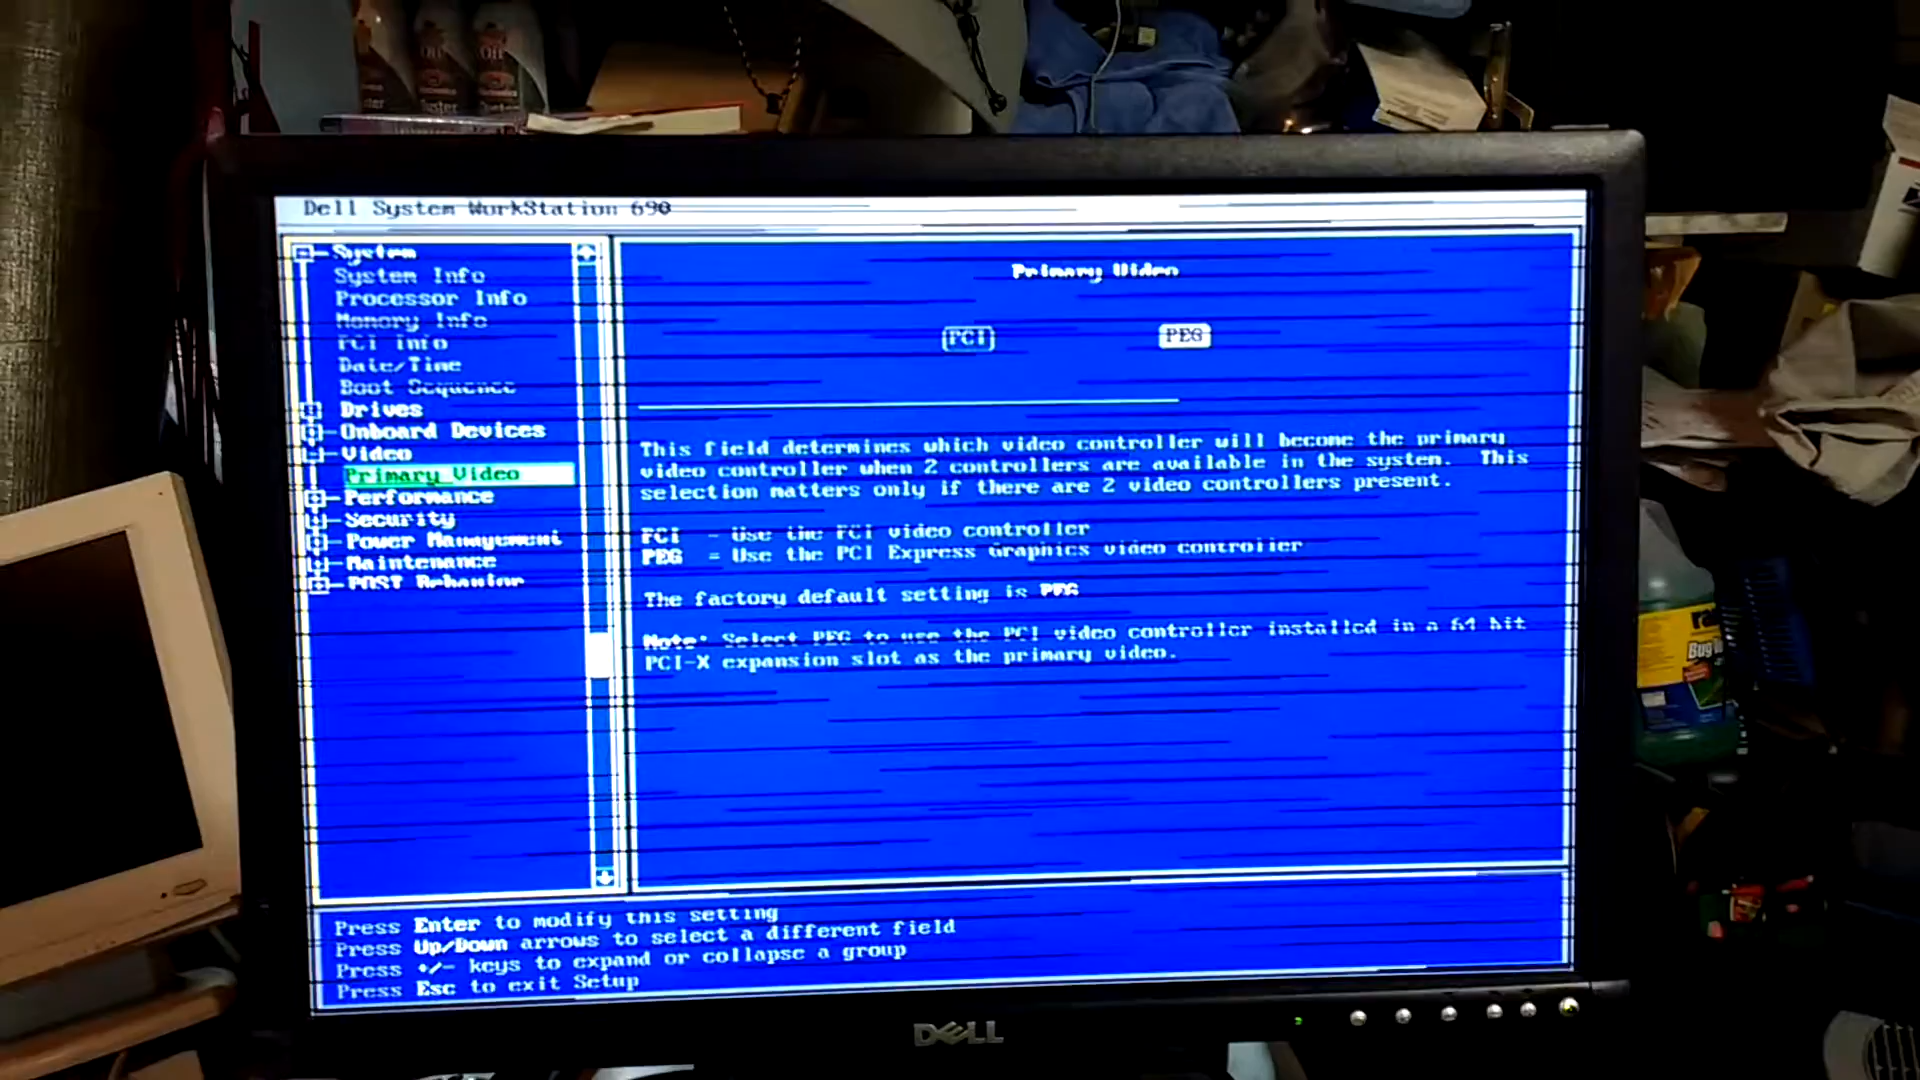 Dell System WorkStation 690
System
System Info
Processor Info
Memory Info
PCI Info
Date/Time
Boot Sequence
Drives
Onboard Devices
Video
Primary Video
Performance
Security
Power Management
Maintenance
POST Behavior
Primary Video
PCI PEG
This field determines which video controller will become the primary
video controller when 2 controllers are available in the system. This
selection matters only if there are 2 video controllers present.
PCI - Use the PCI video controller
PEG = Use the PCI Express Graphics video controller
The factory default setting is PEG
Note: Select PEG to use the PCI video controller installed in a 64 bit
PCI-X expansion slot as the primary video.
Press Enter to modify this setting
Press Up/Down arrows to select a different field
Press +/- keys to expand or collapse a group
Press Esc to exit Setup
DELL
Bug